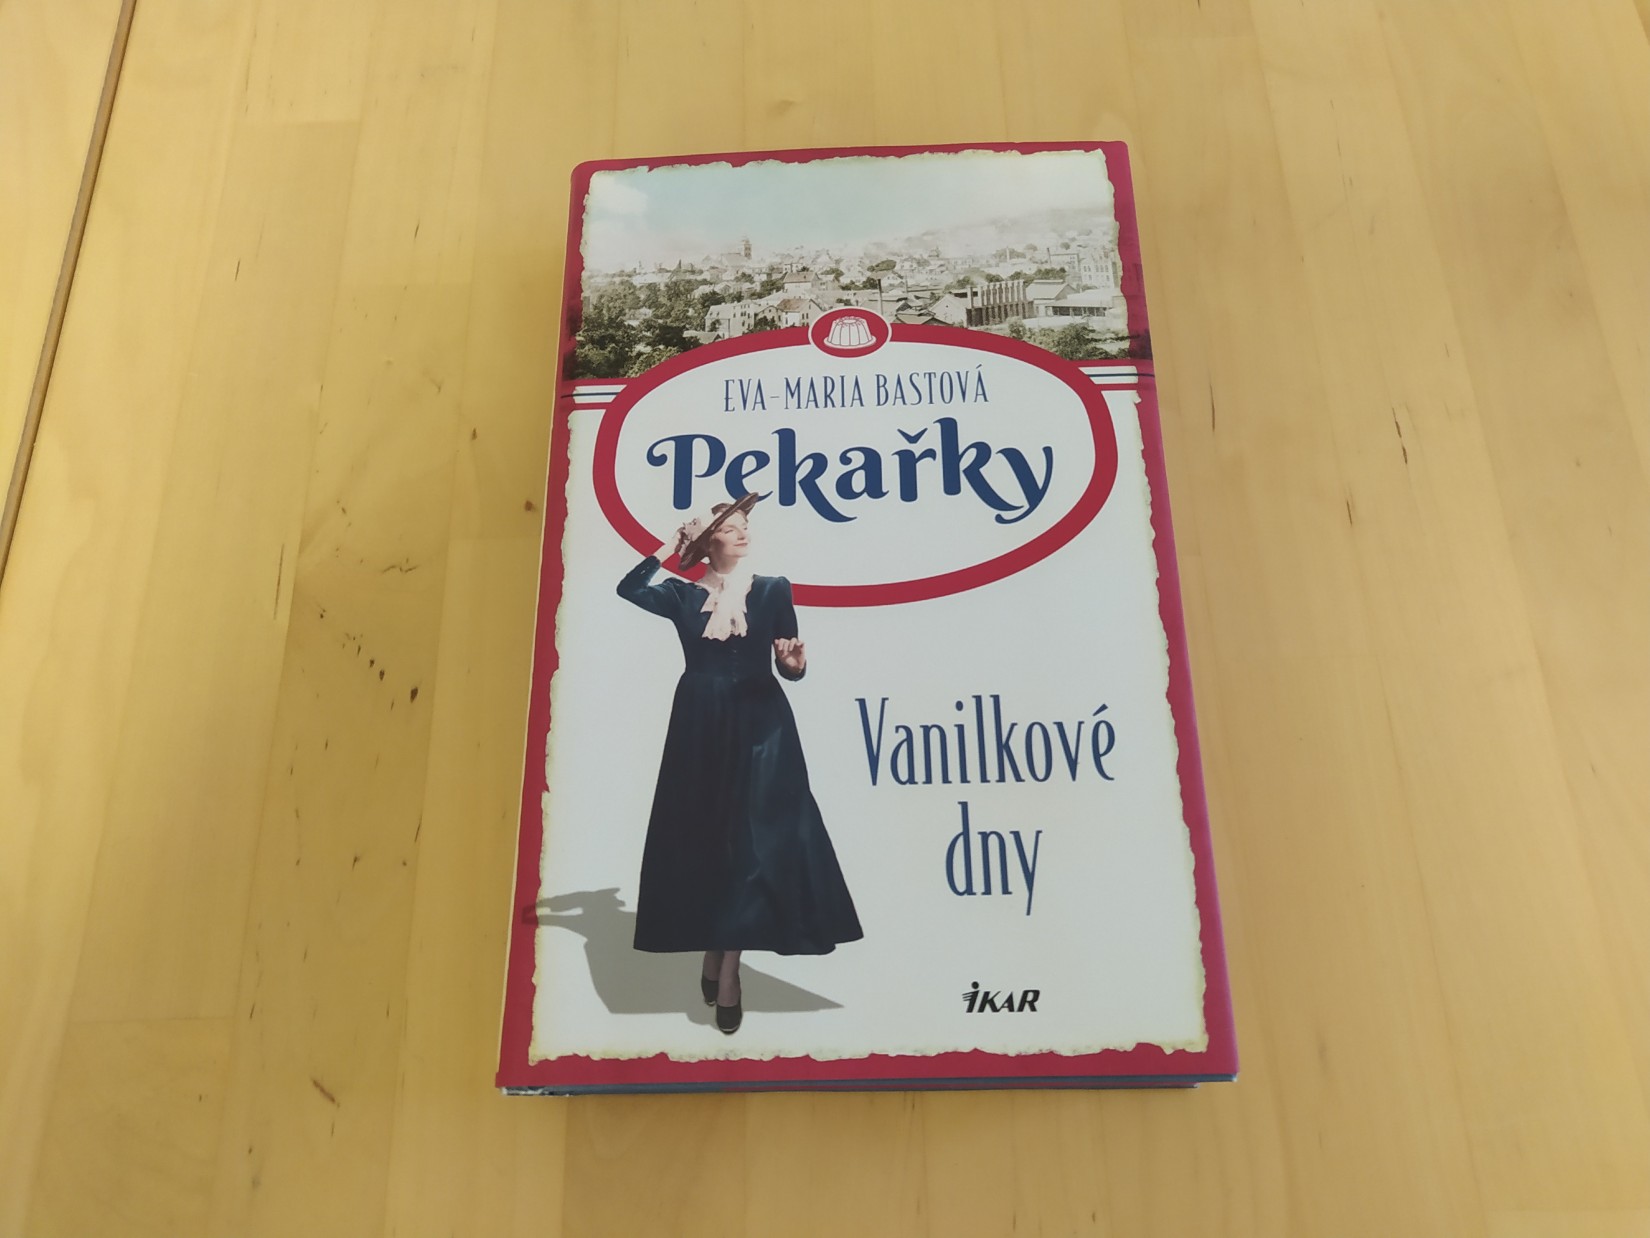 EVA-MARIA BASTOVÁ
Pekařky
Vanilkové
dny
IKAR